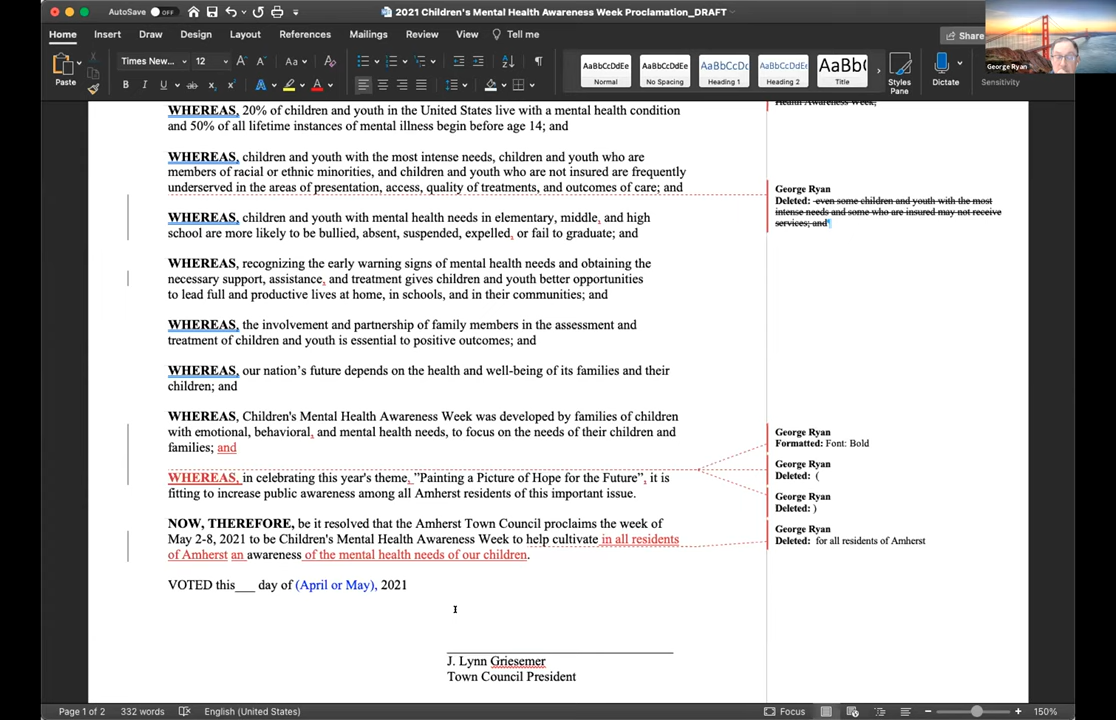 AutoSave OFF
2021 Children's Mental Health Awareness Week Proclamation_DRAFT
Home Insert Draw Design Layout References Mailings Review View Tell me
Share
George Ryan
Paste
Times New... 12
AaBbCcDdEe Normal
AaBbCcDdEe No Spacing
AaBbCcDc Heading 1
AaBbCcDdEe Heading 2
AaBb( Title
Styles Pane
Dictate
Sensitivity
Health Awareness Week;
WHEREAS, 20% of children and youth in the United States live with a mental health condition
and 50% of all lifetime instances of mental illness begin before age 14; and
WHEREAS, children and youth with the most intense needs, children and youth who are
members of racial or ethnic minorities, and children and youth who are not insured are frequently
underserved in the areas of presentation, access, quality of treatments, and outcomes of care; and
George Ryan
Deleted: even some children and youth with the most
intense needs and some who are insured may not receive
services; and¶
WHEREAS, children and youth with mental health needs in elementary, middle, and high
school are more likely to be bullied, absent, suspended, expelled, or fail to graduate; and
WHEREAS, recognizing the early warning signs of mental health needs and obtaining the
necessary support, assistance, and treatment gives children and youth better opportunities
to lead full and productive lives at home, in schools, and in their communities; and
WHEREAS, the involvement and partnership of family members in the assessment and
treatment of children and youth is essential to positive outcomes; and
WHEREAS, our nation's future depends on the health and well-being of its families and their
children; and
WHEREAS, Children's Mental Health Awareness Week was developed by families of children
with emotional, behavioral, and mental health needs, to focus on the needs of their children and
families; and
George Ryan
Formatted: Font: Bold
George Ryan
Deleted: (
George Ryan
Deleted: )
George Ryan
Deleted: for all residents of Amherst
WHEREAS, in celebrating this year's theme, "Painting a Picture of Hope for the Future", it is
fitting to increase public awareness among all Amherst residents of this important issue.
NOW, THEREFORE, be it resolved that the Amherst Town Council proclaims the week of
May 2-8, 2021 to be Children's Mental Health Awareness Week to help cultivate in all residents
of Amherst an awareness of the mental health needs of our children.
VOTED this___ day of (April or May), 2021
J. Lynn Griesemer
Town Council President
Page 1 of 2 332 words English (United States) Focus 150%